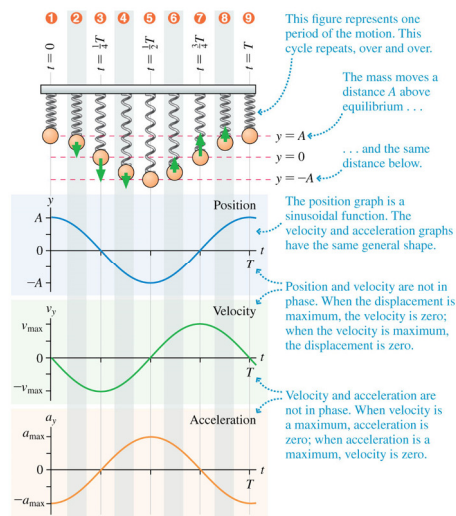 1 2 3 4 5 6 7 8 9
t = 0
t = 1/4 T
t = 1/2 T
t = 3/4 T
t = T
This figure represents one
period of the motion. This
cycle repeats, over and over.
The mass moves a
distance A above
equilibrium . . .
y = A
y = 0
. . . and the same
distance below.
y = −A
y
Position
A
0
−A
t
T
The position graph is a
sinusoidal function. The
velocity and acceleration graphs
have the same general shape.
Position and velocity are not in
phase. When the displacement is
maximum, the velocity is zero;
when the velocity is maximum,
the displacement is zero.
vy
Velocity
vmax
0
−vmax
t
T
Velocity and acceleration are
not in phase. When velocity is
a maximum, acceleration is
zero; when acceleration is a
maximum, velocity is zero.
ay
Acceleration
amax
0
−amax
t
T